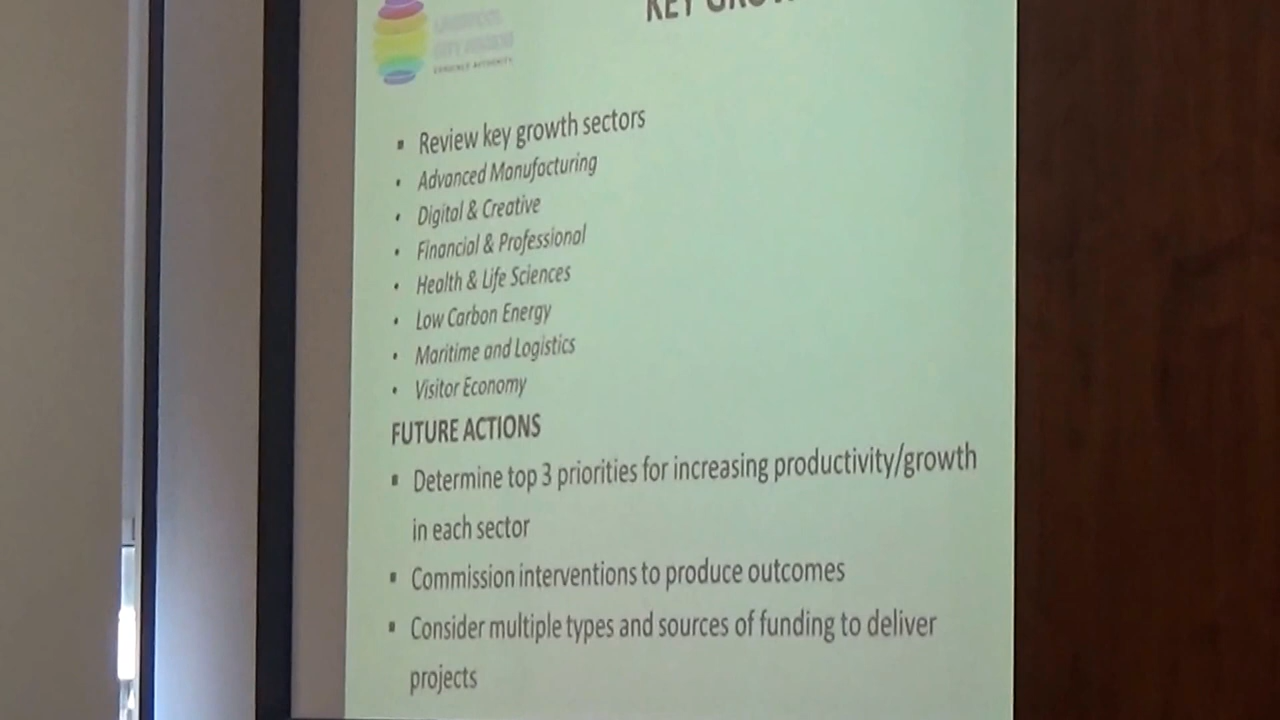 KEY
▪ Review key growth sectors
• Advanced Manufacturing
• Digital & Creative
• Financial & Professional
• Health & Life Sciences
• Low Carbon Energy
• Maritime and Logistics
• Visitor Economy
FUTURE ACTIONS
▪ Determine top 3 priorities for increasing productivity/growth
in each sector
▪ Commission interventions to produce outcomes
▪ Consider multiple types and sources of funding to deliver
projects